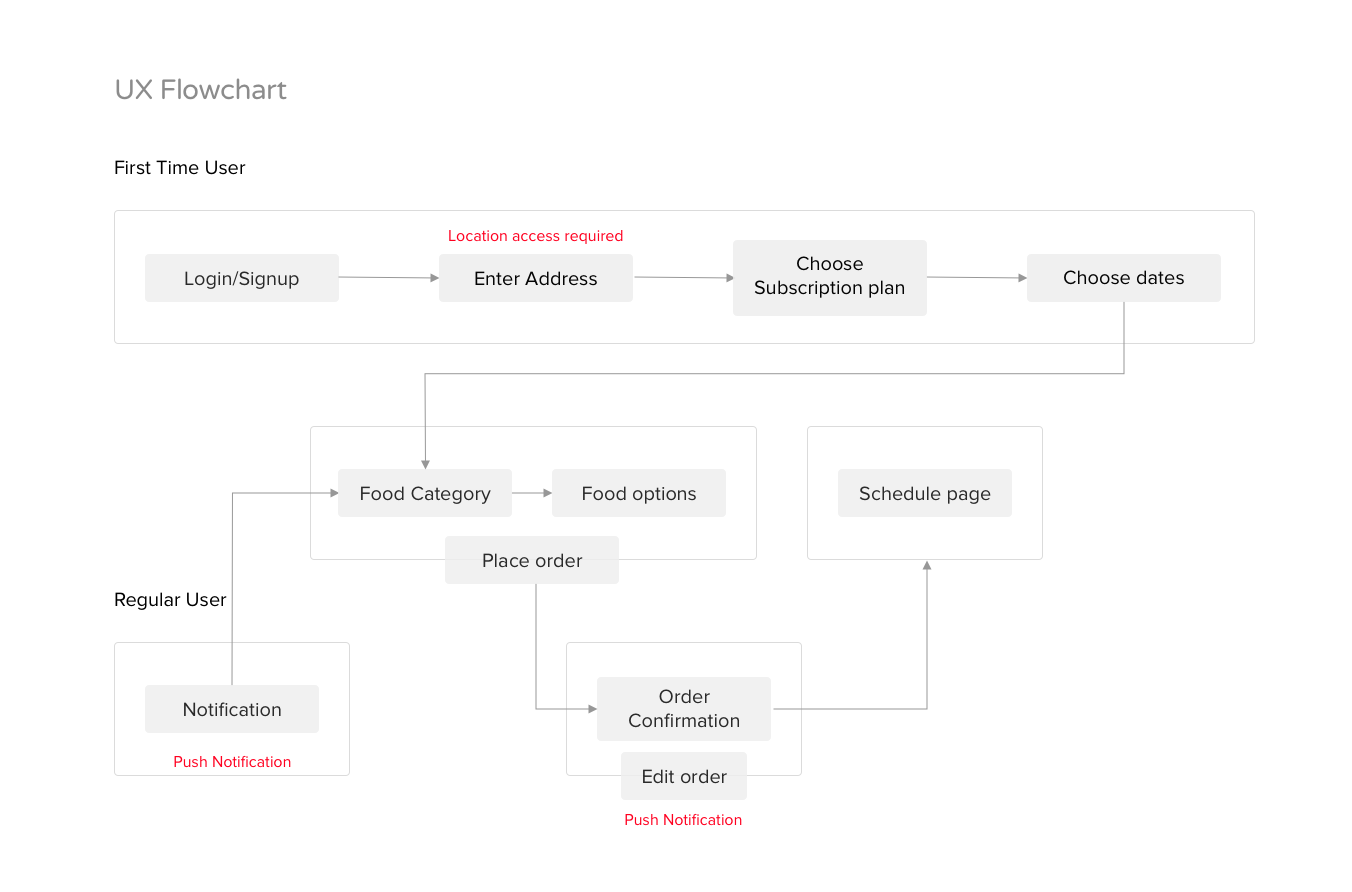 UX Flowchart
First Time User
Location access required
Login/Signup
Enter Address
Choose
Subscription plan
Choose dates
Food Category
Food options
Schedule page
Place order
Regular User
Notification
Push Notification
Order
Confirmation
Edit order
Push Notification